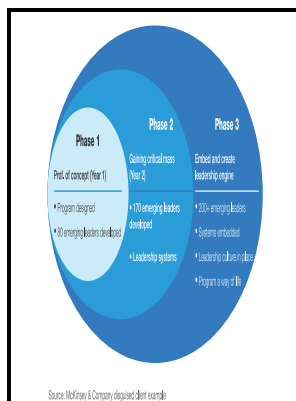 Phase 1
Prof. of concept (Year 1)
• Program designed
• 80 emerging leaders developed
Phase 2
Gaining critical mass
(Year 2)
• 170 emerging leaders
developed
• Leadership systems
Phase 3
Embed and create
leadership engine
• 200+ emerging leaders
• Systems embedded
• Leadership culture in place
• Program a way of life
Source: McKinsey & Company disguised client example